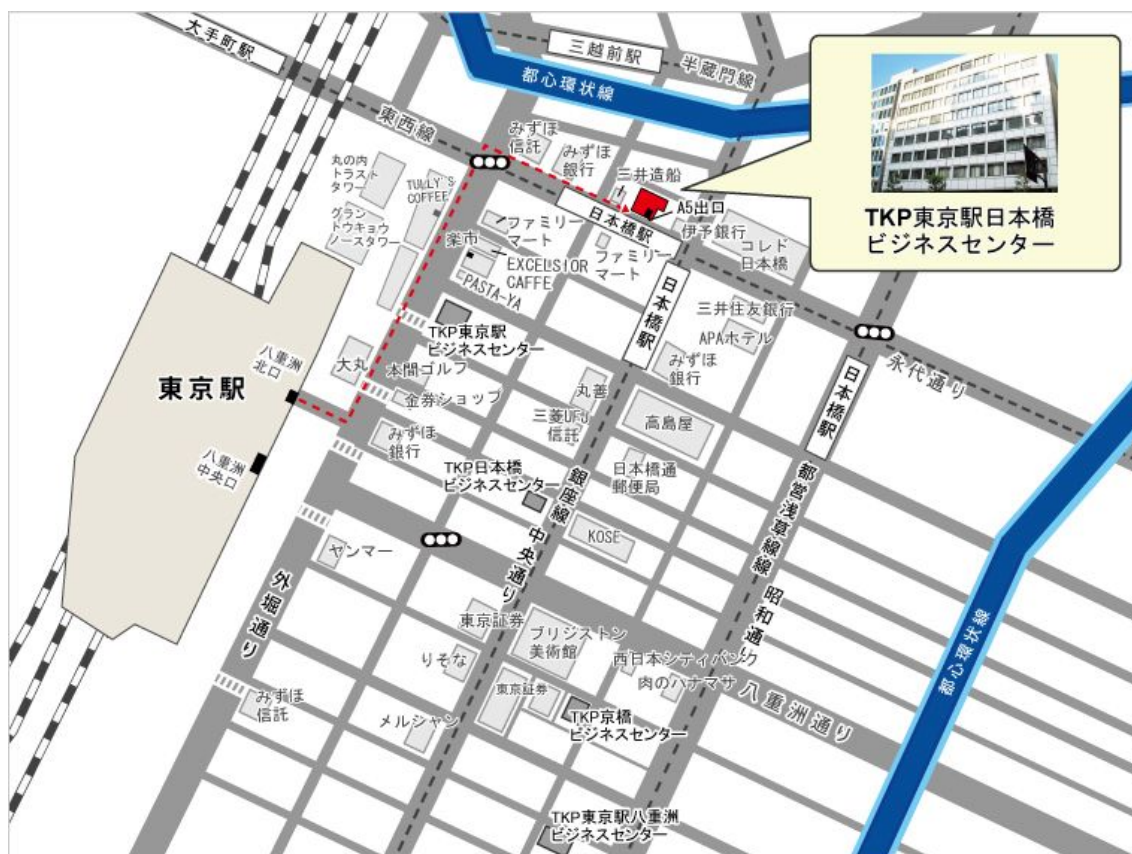 大手町駅
三越前駅
半蔵門線
都心環状線
東西線
みずほ
信託
みずほ
銀行
三井造船
A5出口
日本橋駅
伊予銀行
コレド
日本橋
TKP東京駅日本橋
ビジネスセンター
丸の内
トラスト
タワー
TULLY'S
COFFEE
グラン
トウキョウ
ノースタワー
楽市
ファミリー
マート
EXCELSIOR
CAFFE
PASTA-YA
ファミリー
マート
日本橋駅
三井住友銀行
APAホテル
みずほ
銀行
永代通り
日本橋駅
TKP東京駅
ビジネスセンター
八重洲
北口
東京駅
大丸
本間ゴルフ
金券ショップ
丸善
三菱UFJ
信託
高島屋
みずほ
銀行
八重洲
中央口
TKP日本橋
ビジネスセンター
日本橋通
郵便局
銀座線 中央通り
都営浅草線線 昭和通り
KOSE
ヤンマー
外堀通り
東京証券
ブリジストン
美術館
りそな
西日本シティバンク
肉のハナマサ
都心環状線
みずほ
信託
東京証券
メルシャン
TKP京橋
ビジネスセンター
八重洲通り
TKP東京駅八重洲
ビジネスセンター